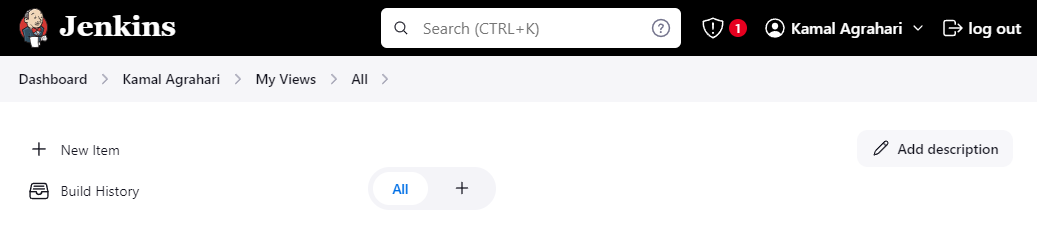 Jenkins
Search (CTRL+K)
1
Kamal Agrahari
log out
Dashboard
Kamal Agrahari
My Views
All
New Item
Add description
Build History
All